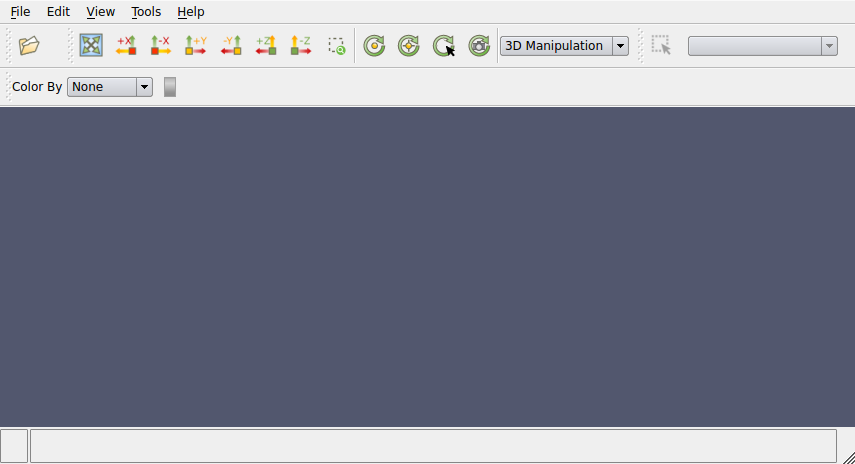 File Edit View Tools Help
+X -X +Y -Y +Z -Z 3D Manipulation
Color By None